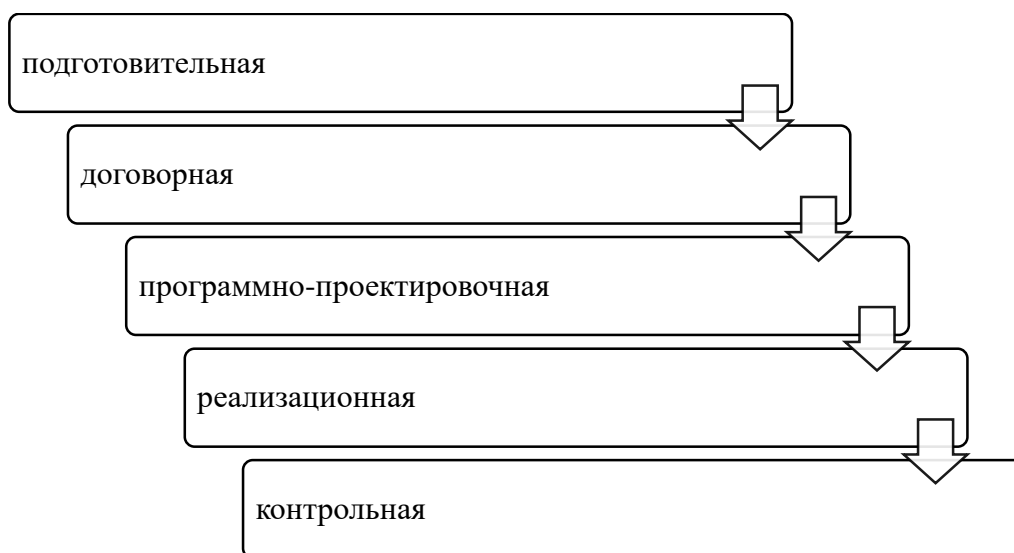 подготовительная
договорная
программно-проектировочная
реализационная
контрольная